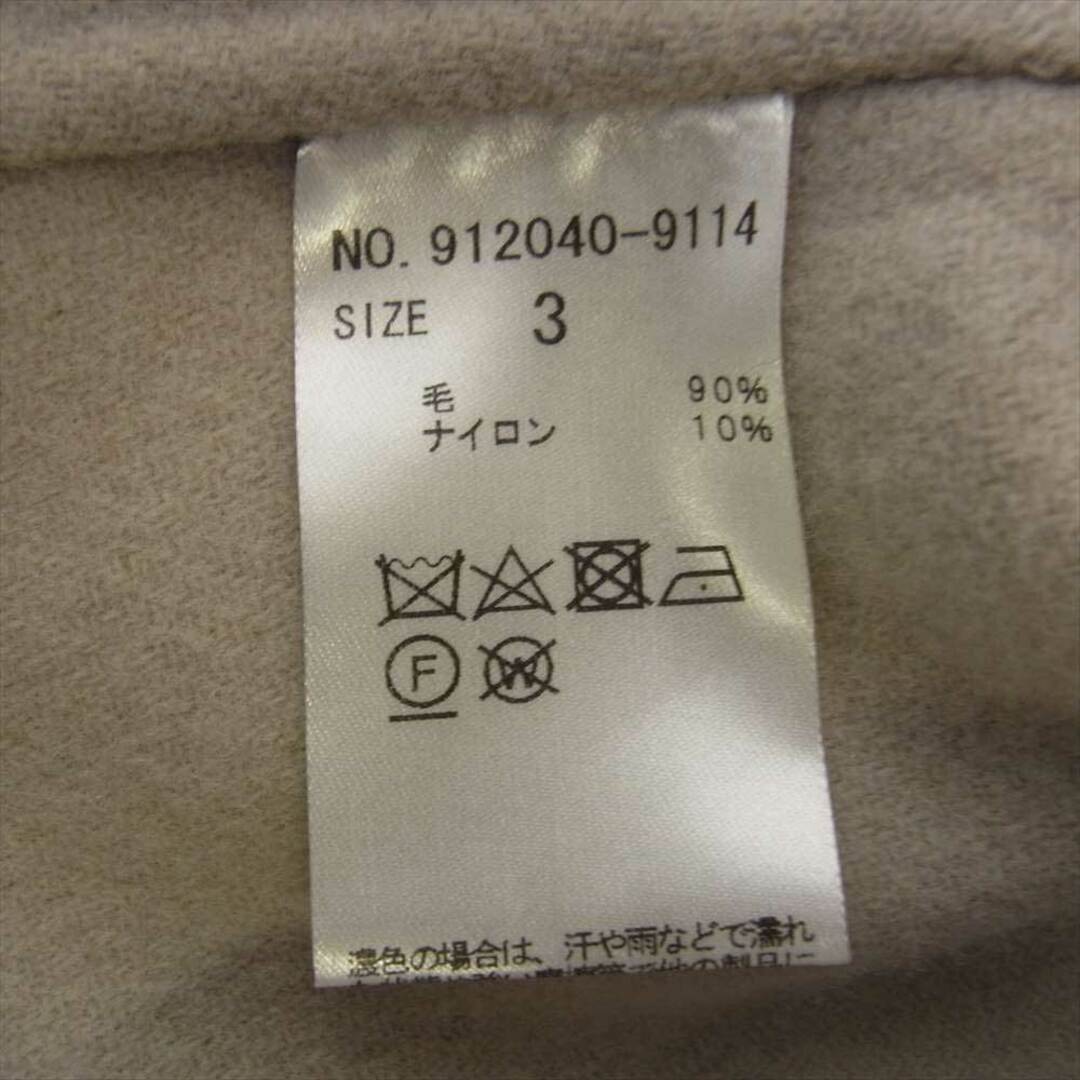 NO. 912040-9114
SIZE 3
毛 90%
ナイロン 10%
F
W
濃色の場合は、汗や雨などで濡れ